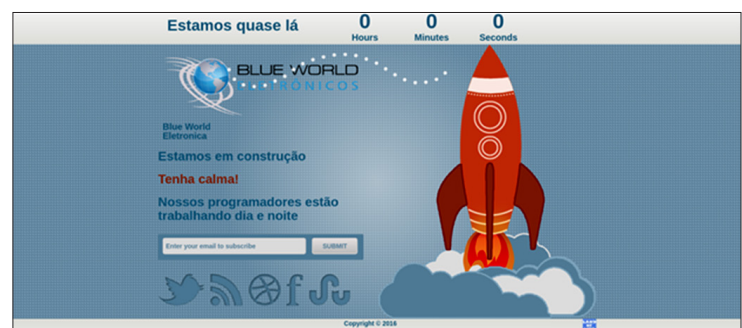 Estamos quase lá
0 0 0
Hours Minutes Seconds
BLUE WORLD
ELETRÔNICOS
Blue World
Eletronica
Estamos em construção
Tenha calma!
Nossos programadores estão
trabalhando dia e noite
Enter your email to subscribe SUBMIT
Copyright © 2016